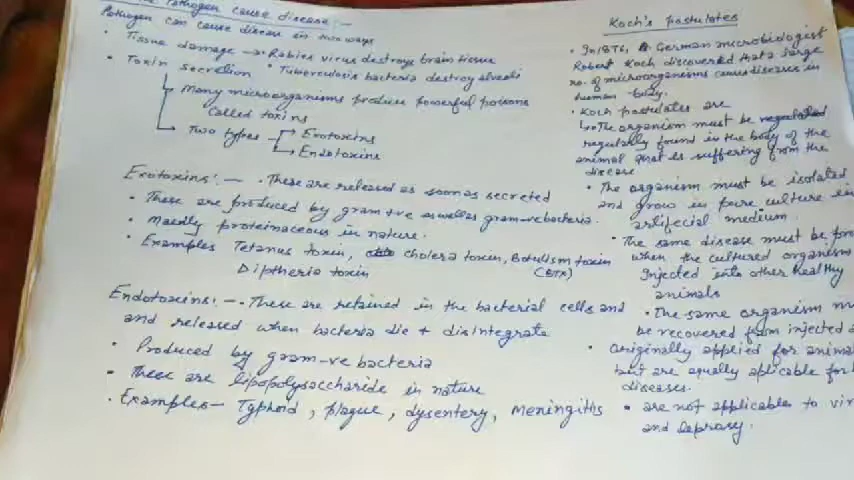 Pathogen cause disease :-
Pathogen can cause disease in two ways
• Tissue damage → • Rabies virus destroys brain tissue
• Tuberculosis bacteria destroy alveoli
• Toxin secretion
→ Many microorganisms produce powerful poisons
called toxins
→ Two types → Exotoxins
→ Endotoxins
Exotoxins :- • These are released as soon as secreted
• These are produced by gram +ve as well as gram -ve bacteria.
• Mainly proteinaceous in nature.
• Examples Tetanus toxin, cholera toxin, Botulism toxin
(BTX)
Diptheria toxin
Endotoxins :- • These are retained in the bacterial cells and
and released when bacteria die + disintegrate
• Produced by gram -ve bacteria
• These are lipopolysaccharide in nature
• Examples - Typhoid, plague, dysentery, meningiths
Koch's postulates
• In 1876, German microbiologist
Robert Koch discovered that a large
no. of microorganisms cause diseases in
human body.
• Koch postulates are
→ The organism must be
regularly found in the body of the
animal that is suffering from the
disease
• The organism must be isolated
and grow in pure culture in
artifecial medium.
• The same disease must be
when the cultured organism
Injected into other healthy
animals
• The same organism
be recovered from injected
• Originally applied for
but are equally aplicable for
diseases.
• are not applicable to
and leprosy.